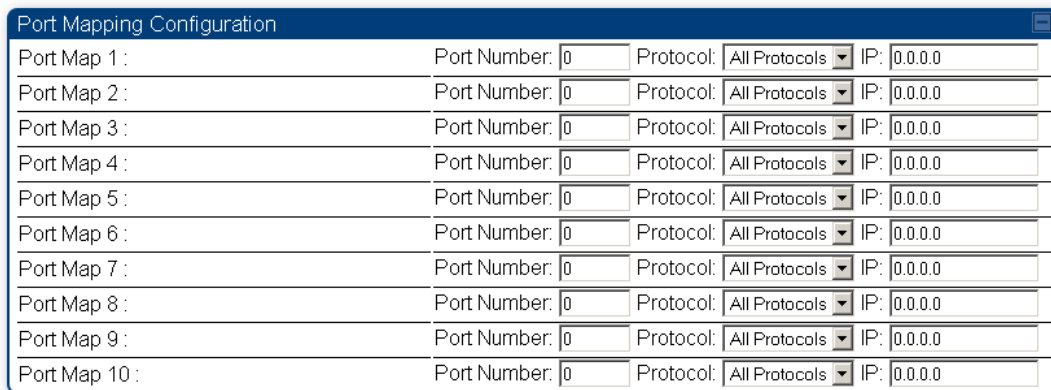 Port Mapping Configuration
Port Map 1 : Port Number: 0 Protocol: All Protocols IP: 0.0.0.0
Port Map 2 : Port Number: 0 Protocol: All Protocols IP: 0.0.0.0
Port Map 3 : Port Number: 0 Protocol: All Protocols IP: 0.0.0.0
Port Map 4 : Port Number: 0 Protocol: All Protocols IP: 0.0.0.0
Port Map 5 : Port Number: 0 Protocol: All Protocols IP: 0.0.0.0
Port Map 6 : Port Number: 0 Protocol: All Protocols IP: 0.0.0.0
Port Map 7 : Port Number: 0 Protocol: All Protocols IP: 0.0.0.0
Port Map 8 : Port Number: 0 Protocol: All Protocols IP: 0.0.0.0
Port Map 9 : Port Number: 0 Protocol: All Protocols IP: 0.0.0.0
Port Map 10 : Port Number: 0 Protocol: All Protocols IP: 0.0.0.0